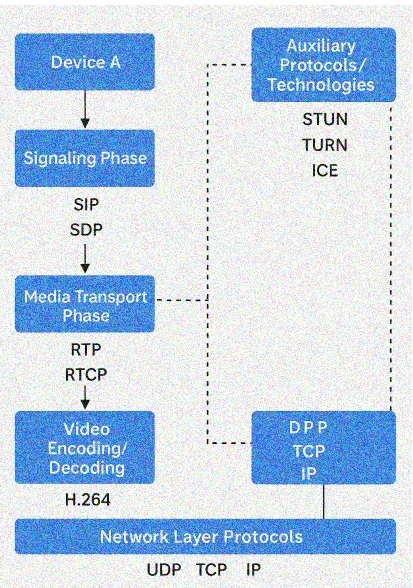 Device A
Signaling Phase
SIP
SDP
Media Transport
Phase
RTP
RTCP
Video
Encoding/
Decoding
H.264
Auxiliary
Protocols/
Technologies
STUN
TURN
ICE
DPP
TCP
IP
Network Layer Protocols
UDP TCP IP